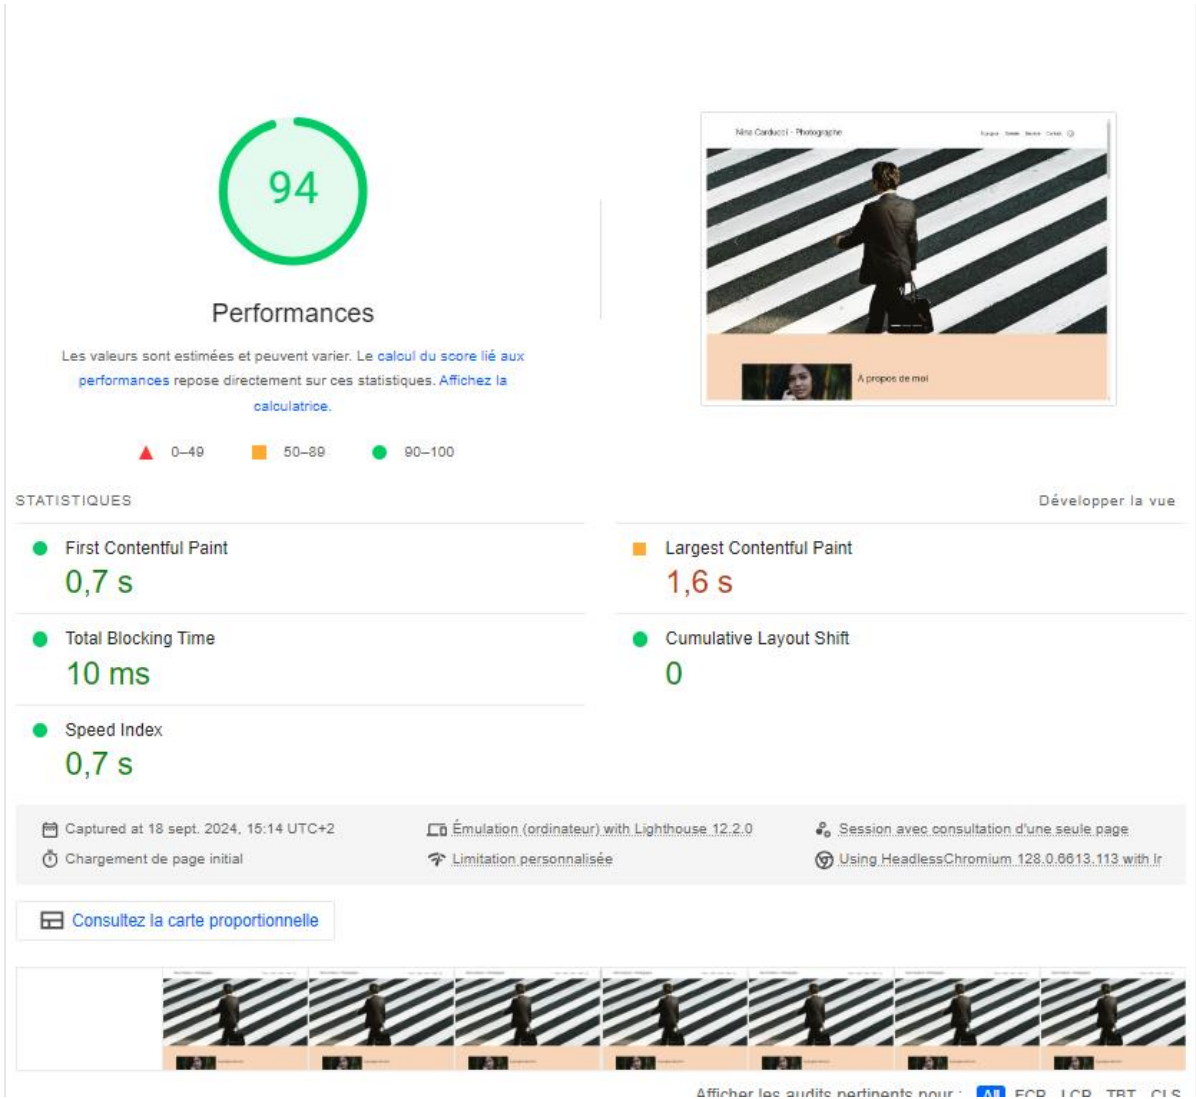 94
Performances
Les valeurs sont estimées et peuvent varier. Le calcul du score lié aux
performances repose directement sur ces statistiques. Affichez la
calculatrice.
0–49 50–89 90–100
Nina Carducci - Photographe
Contact
À propos de moi
STATISTIQUES
Développer la vue
First Contentful Paint
0,7 s
Largest Contentful Paint
1,6 s
Total Blocking Time
10 ms
Cumulative Layout Shift
0
Speed Index
0,7 s
Captured at 18 sept. 2024, 15:14 UTC+2
Émulation (ordinateur) with Lighthouse 12.2.0
Session avec consultation d'une seule page
Chargement de page initial
Limitation personnalisée
Using HeadlessChromium 128.0.6613.113 with lr
Consultez la carte proportionnelle
Afficher les audits pertinents pour : All FCP LCP TBT CLS